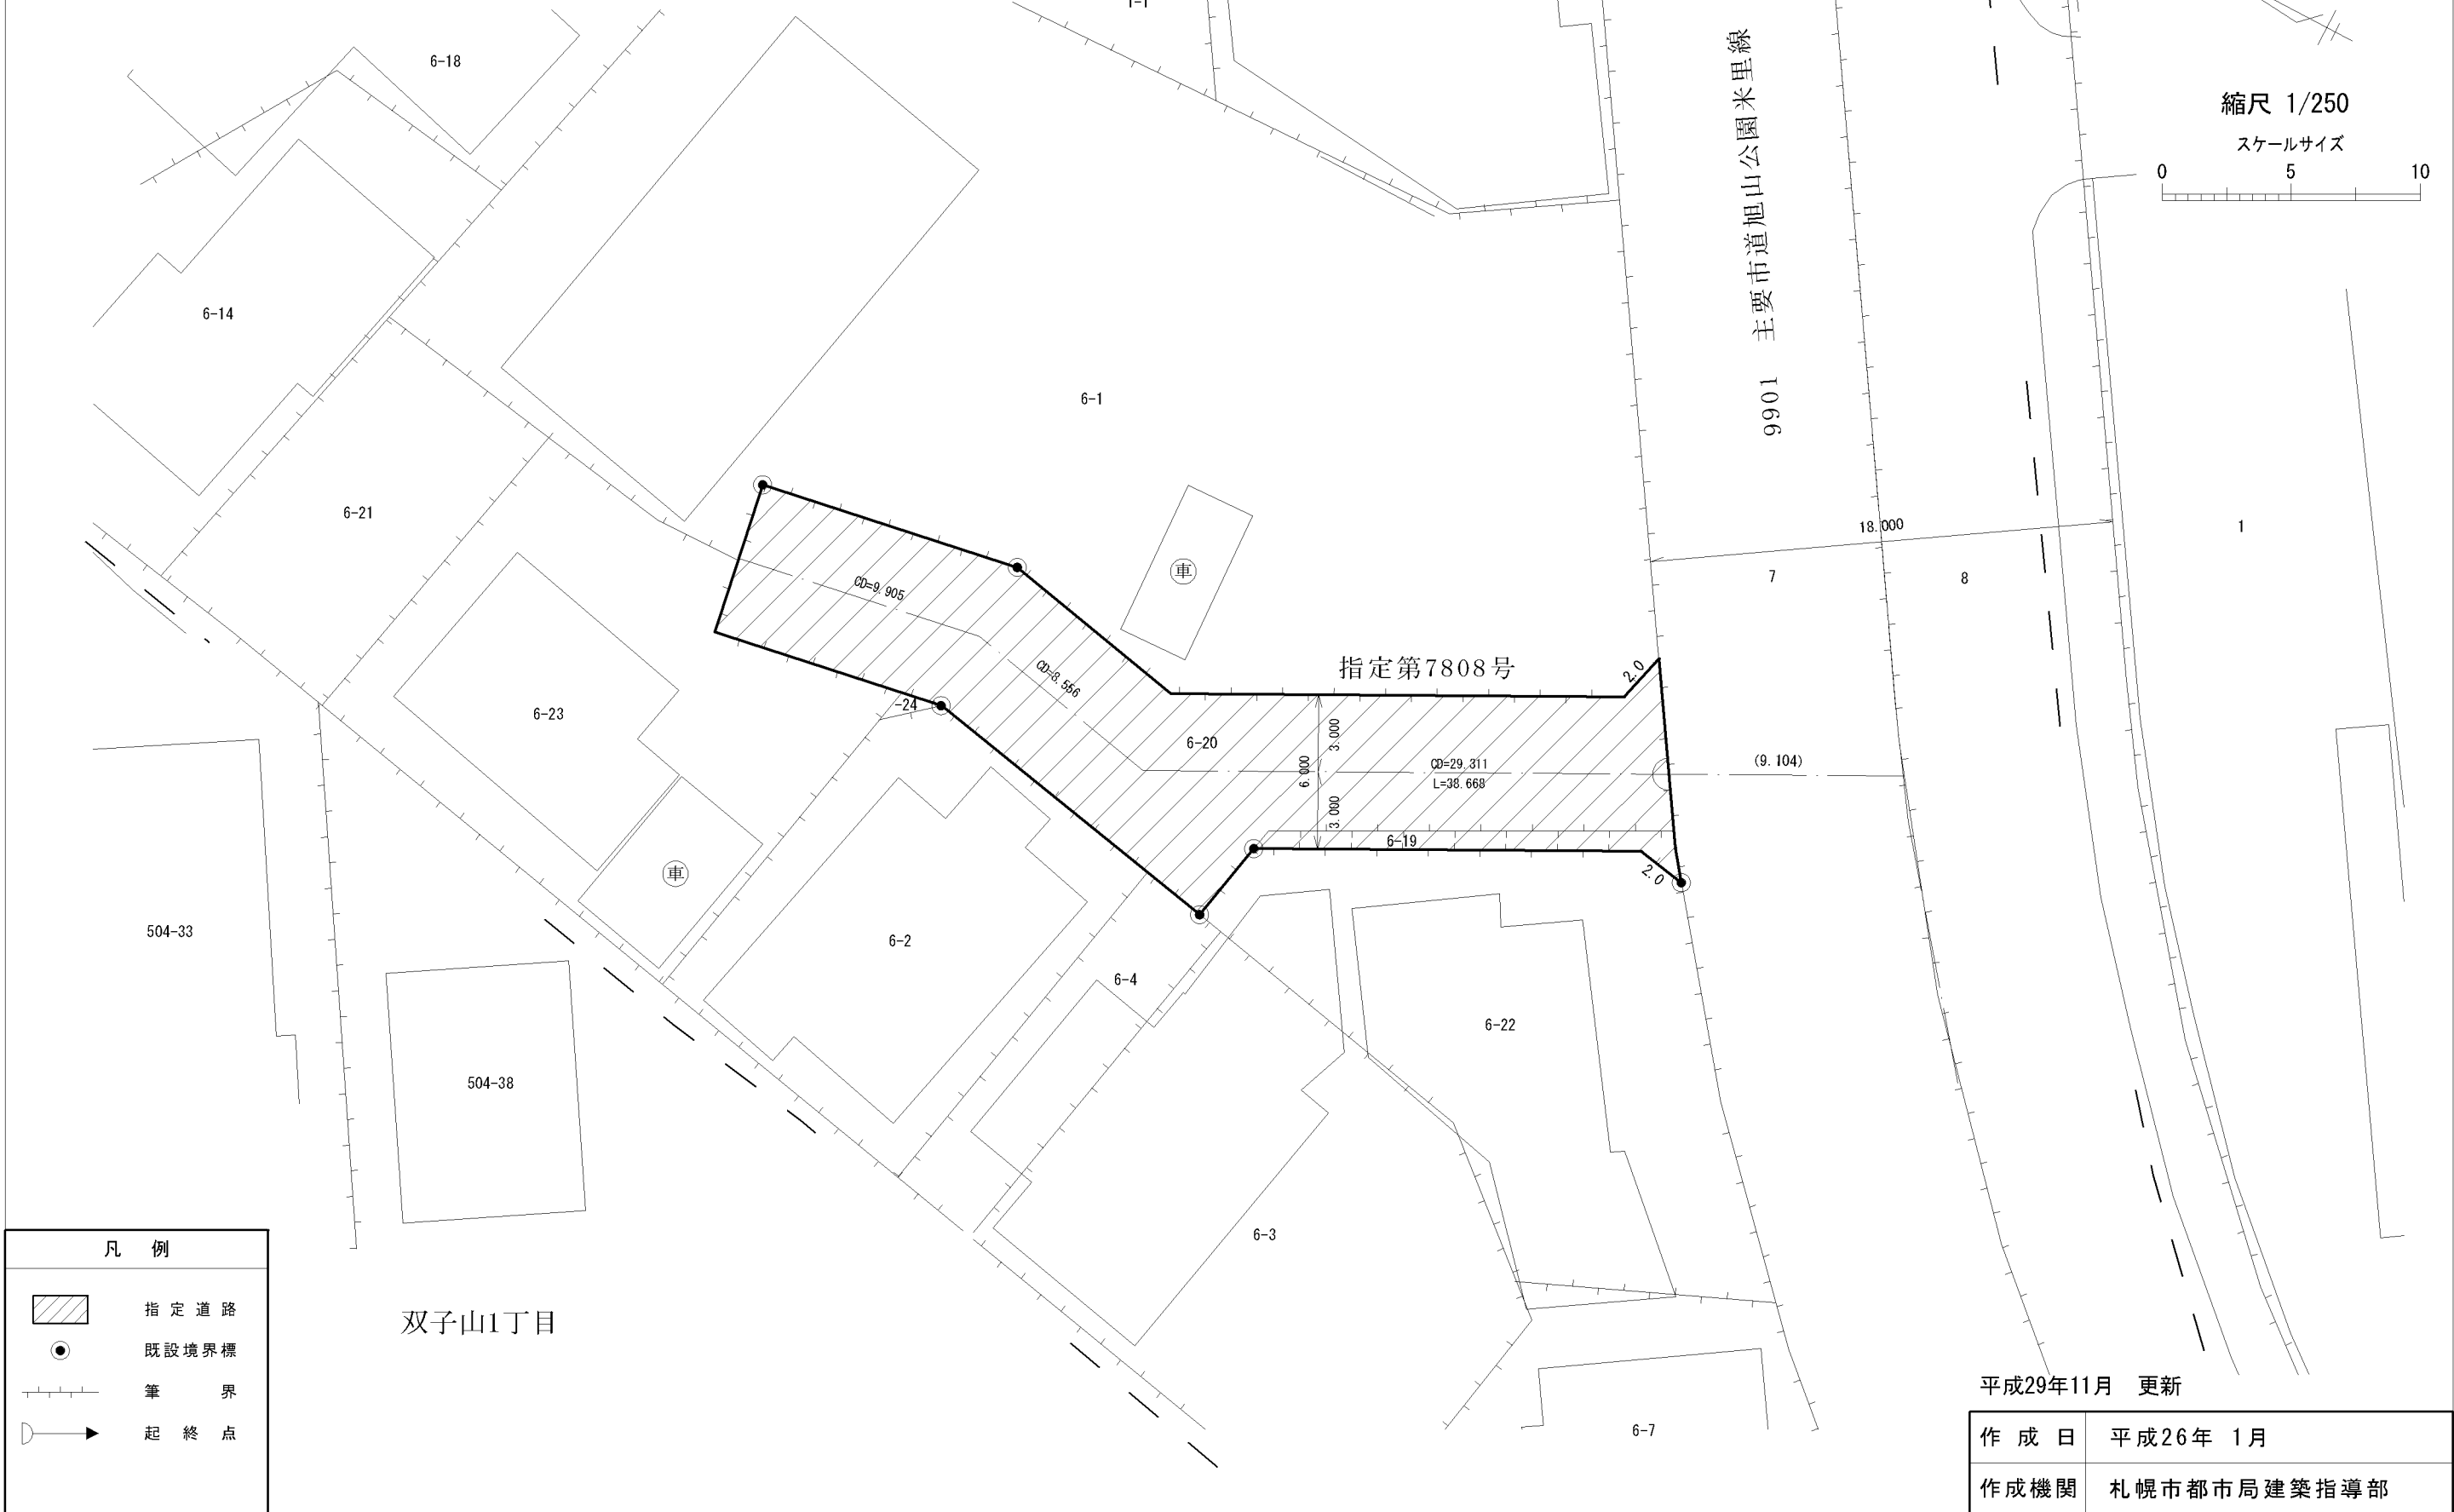 1-1
6-18
縮尺 1/250
スケールサイズ
0 5 10
9901 主要市道旭山公園米里線
6-14
6-1
6-21
18.000
1
車
7
8
CD=9.905
CD=8.556
指定第7808号
2.0
-24
6-23
6-20
3.000
6.000
3.000
CD=29.311
L=38.668
(9.104)
6-19
2.0
車
504-33
6-2
6-4
6-22
504-38
6-3
凡 例
指定道路
既設境界標
筆 界
起終点
双子山1丁目
6-7
平成29年11月 更新
作成日 平成26年 1月
作成機関 札幌市都市局建築指導部